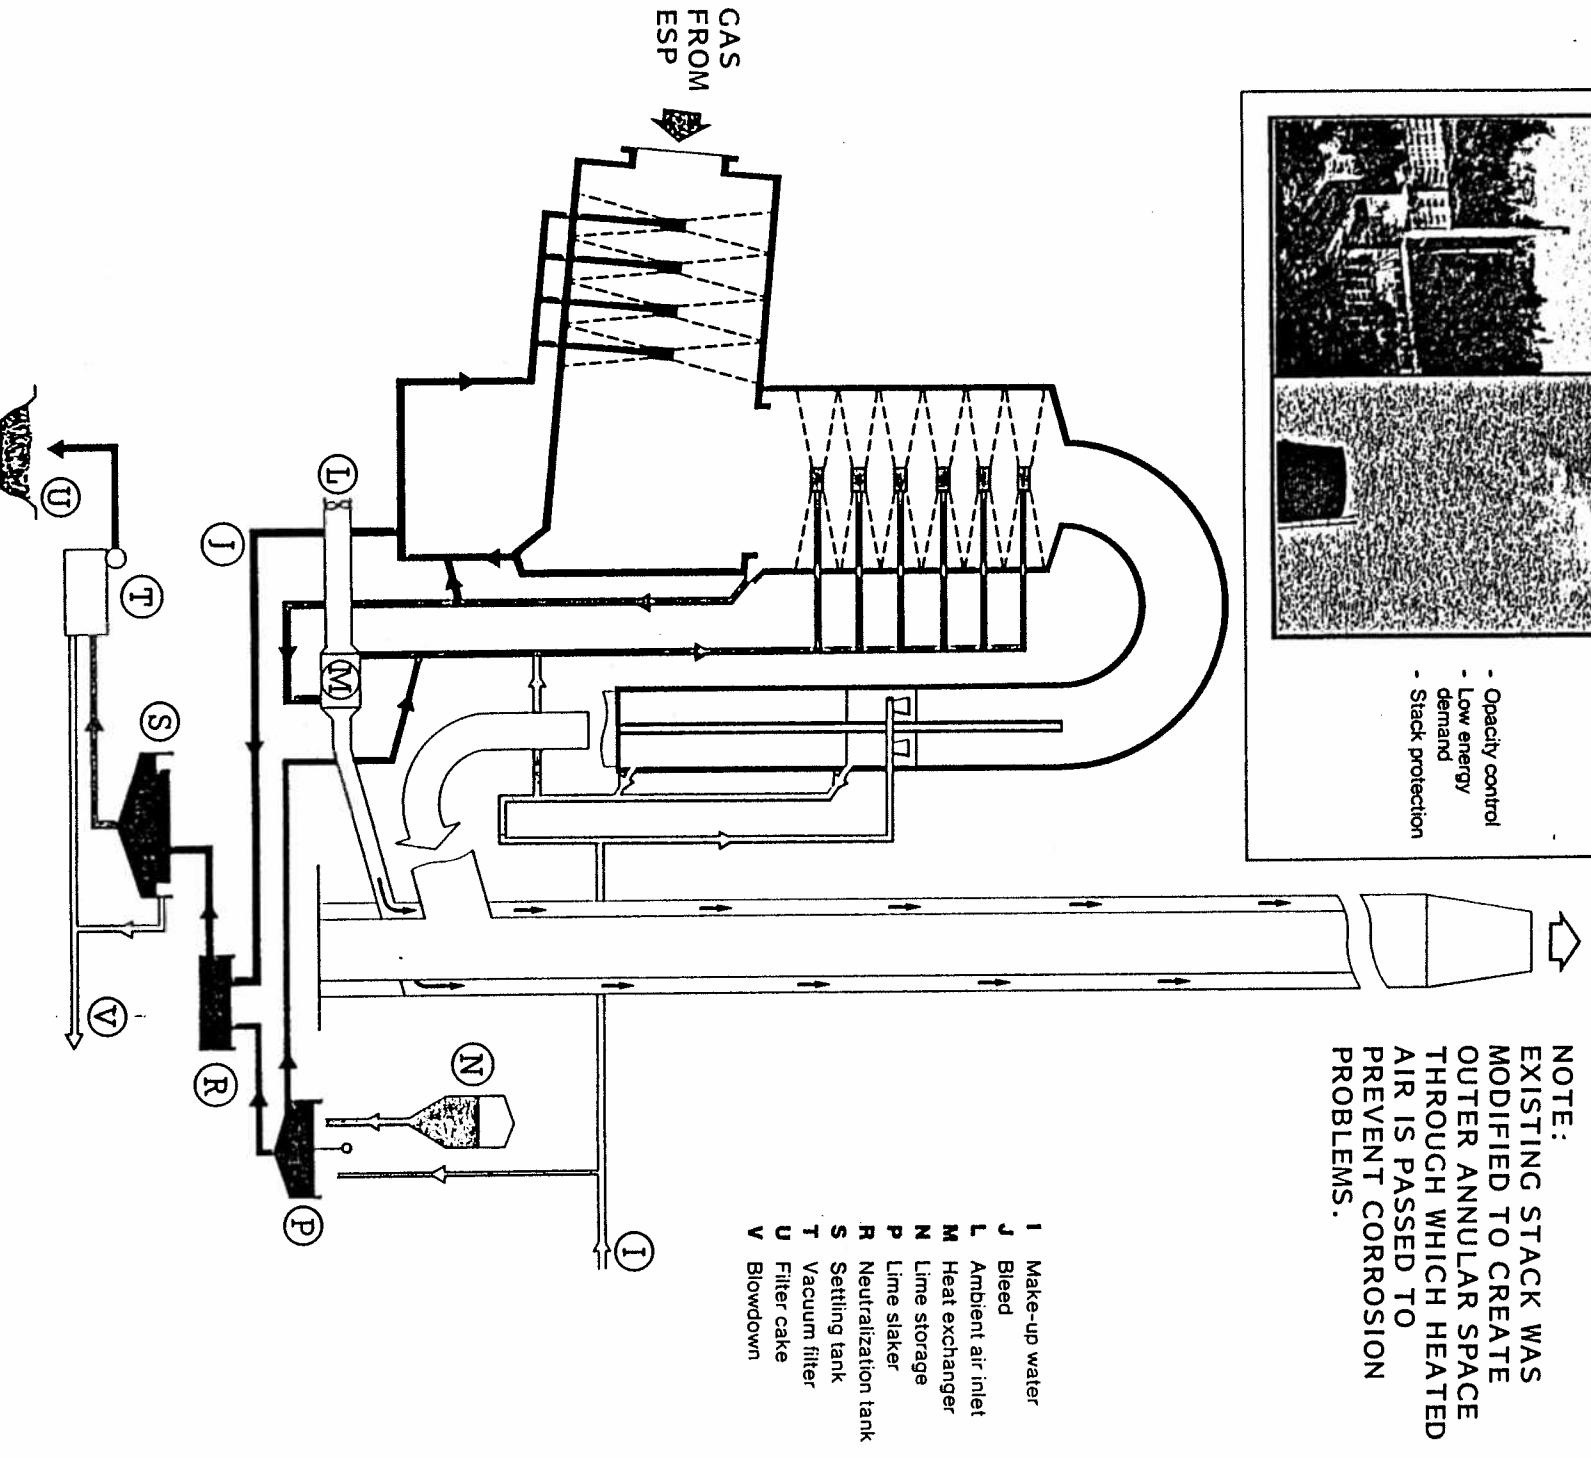 GAS
FROM
ESP
- Opacity control
- Low energy
demand
- Stack protection
NOTE:
EXISTING STACK WAS
MODIFIED TO CREATE
OUTER ANNULAR SPACE
THROUGH WHICH HEATED
AIR IS PASSED TO
PREVENT CORROSION
PROBLEMS.
L
J
U
T
M
S
V
R
N
P
I
I Make-up water
J Bleed
L Ambient air inlet
M Heat exchanger
N Lime storage
P Lime slaker
R Neutralization tank
S Settling tank
T Vacuum filter
U Filter cake
V Blowdown